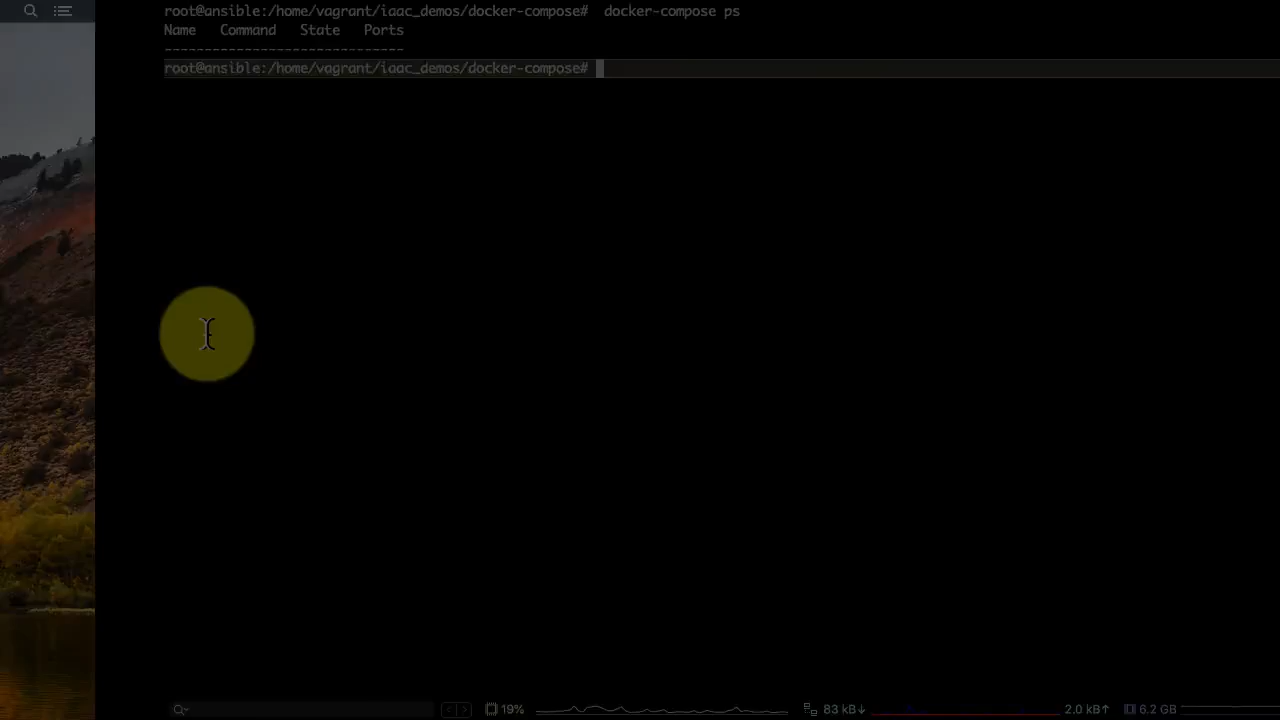 root@ansible:/home/vagrant/iaac_demos/docker-compose#  docker-compose ps
Name   Command   State   Ports
------------------------------
root@ansible:/home/vagrant/iaac_demos/docker-compose#
19%
83 kB↓
2.0 kB↑
6.2 GB